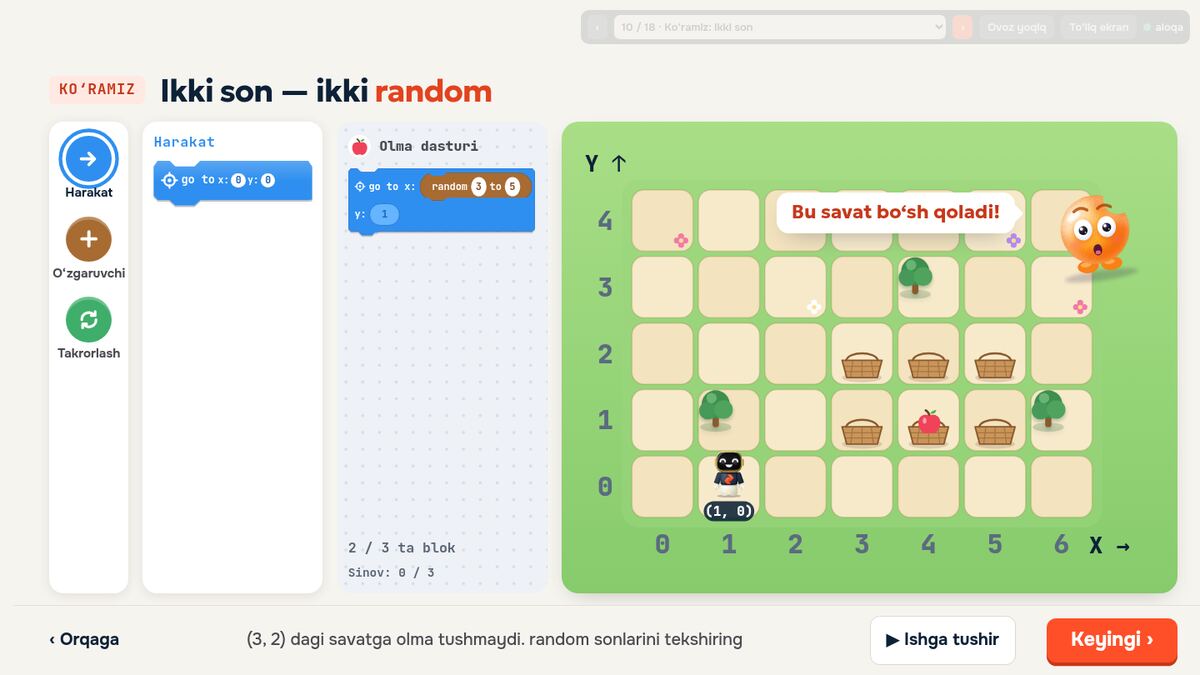 ‹ 10 / 18 · Ko‘ramiz: Ikki son › Ovoz yoqiq To‘liq ekran aloqa
KO‘RAMIZ Ikki son — ikki random
Harakat
O‘zgaruvchi
Takrorlash
Harakat
go to x: 0 y: 0
Olma dasturi
go to x: random 3 to 5
y: 1
2 / 3 ta blok
Sinov: 0 / 3
Y ↑
Bu savat bo‘sh qoladi!
4
3
2
1
0
(1, 0)
0 1 2 3 4 5 6 X →
‹ Orqaga (3, 2) dagi savatga olma tushmaydi. random sonlarini tekshiring ▶ Ishga tushir Keyingi ›